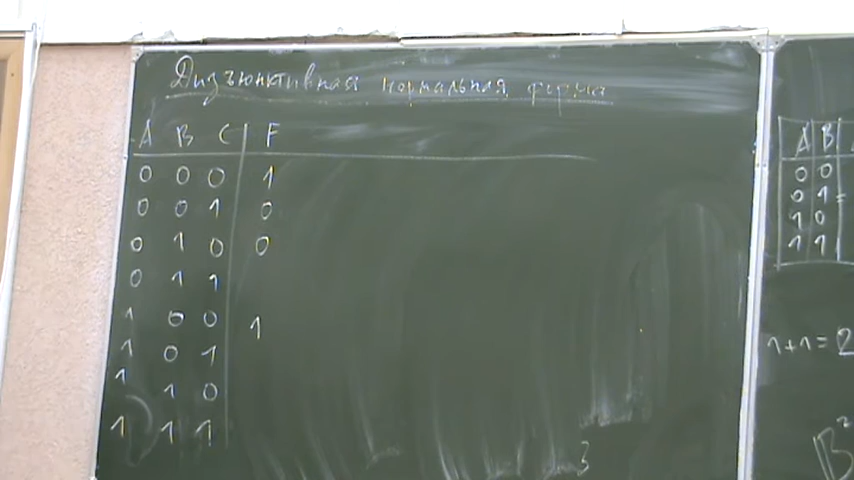 Дизъюнктивная нормальная форма
A B C F
0 0 0 1
0 0 1 0
0 1 0 0
0 1 1
1 0 0 1
1 0 1
1 1 0
1 1 1
3
A B
0 0
0 1
1 0
1 1
1+1=2
B²